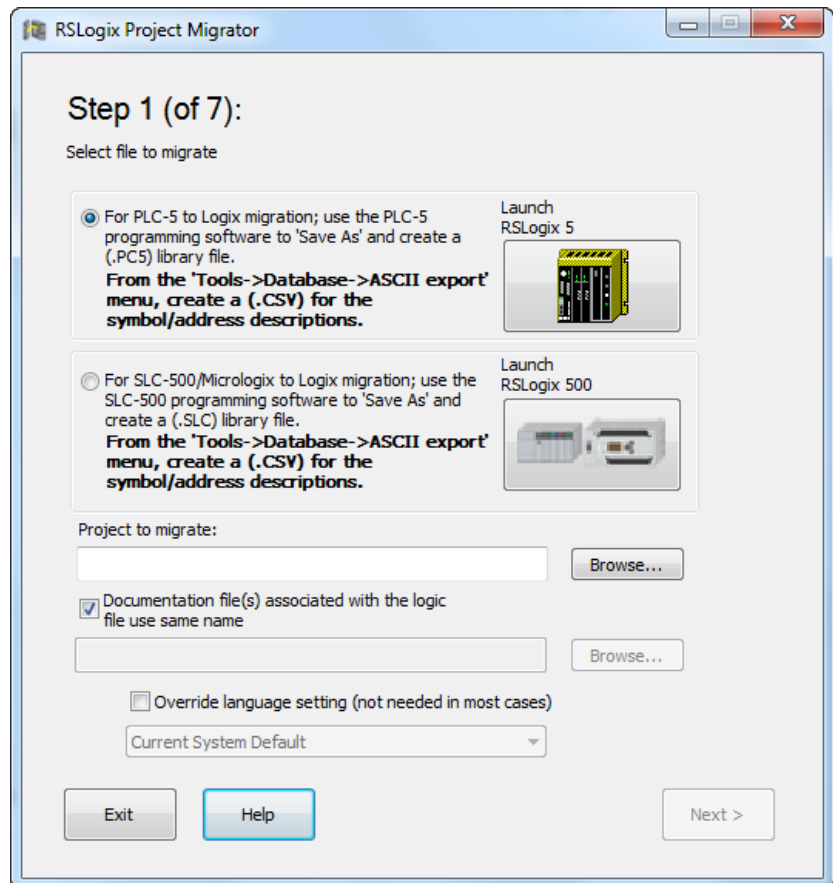 RSLogix Project Migrator
Step 1 (of 7):
Select file to migrate
For PLC-5 to Logix migration; use the PLC-5
programming software to 'Save As' and create a
(.PC5) library file.
From the 'Tools->Database->ASCII export'
menu, create a (.CSV) for the
symbol/address descriptions.
Launch
RSLogix 5
For SLC-500/Micrologix to Logix migration; use the
SLC-500 programming software to 'Save As' and
create a (.SLC) library file.
From the 'Tools->Database->ASCII export'
menu, create a (.CSV) for the
symbol/address descriptions.
Launch
RSLogix 500
Project to migrate:
Browse...
Documentation file(s) associated with the logic
file use same name
Browse...
Override language setting (not needed in most cases)
Current System Default
Exit
Help
Next >